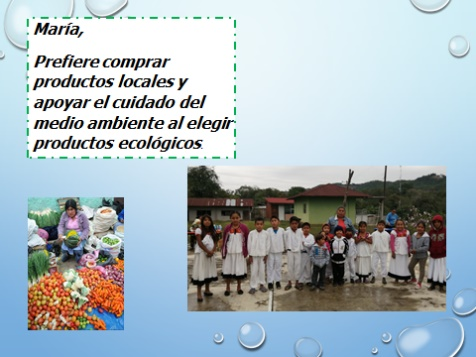 María,
Prefiere comprar
productos locales y
apoyar el cuidado del
medio ambiente al elegir
productos ecológicos.